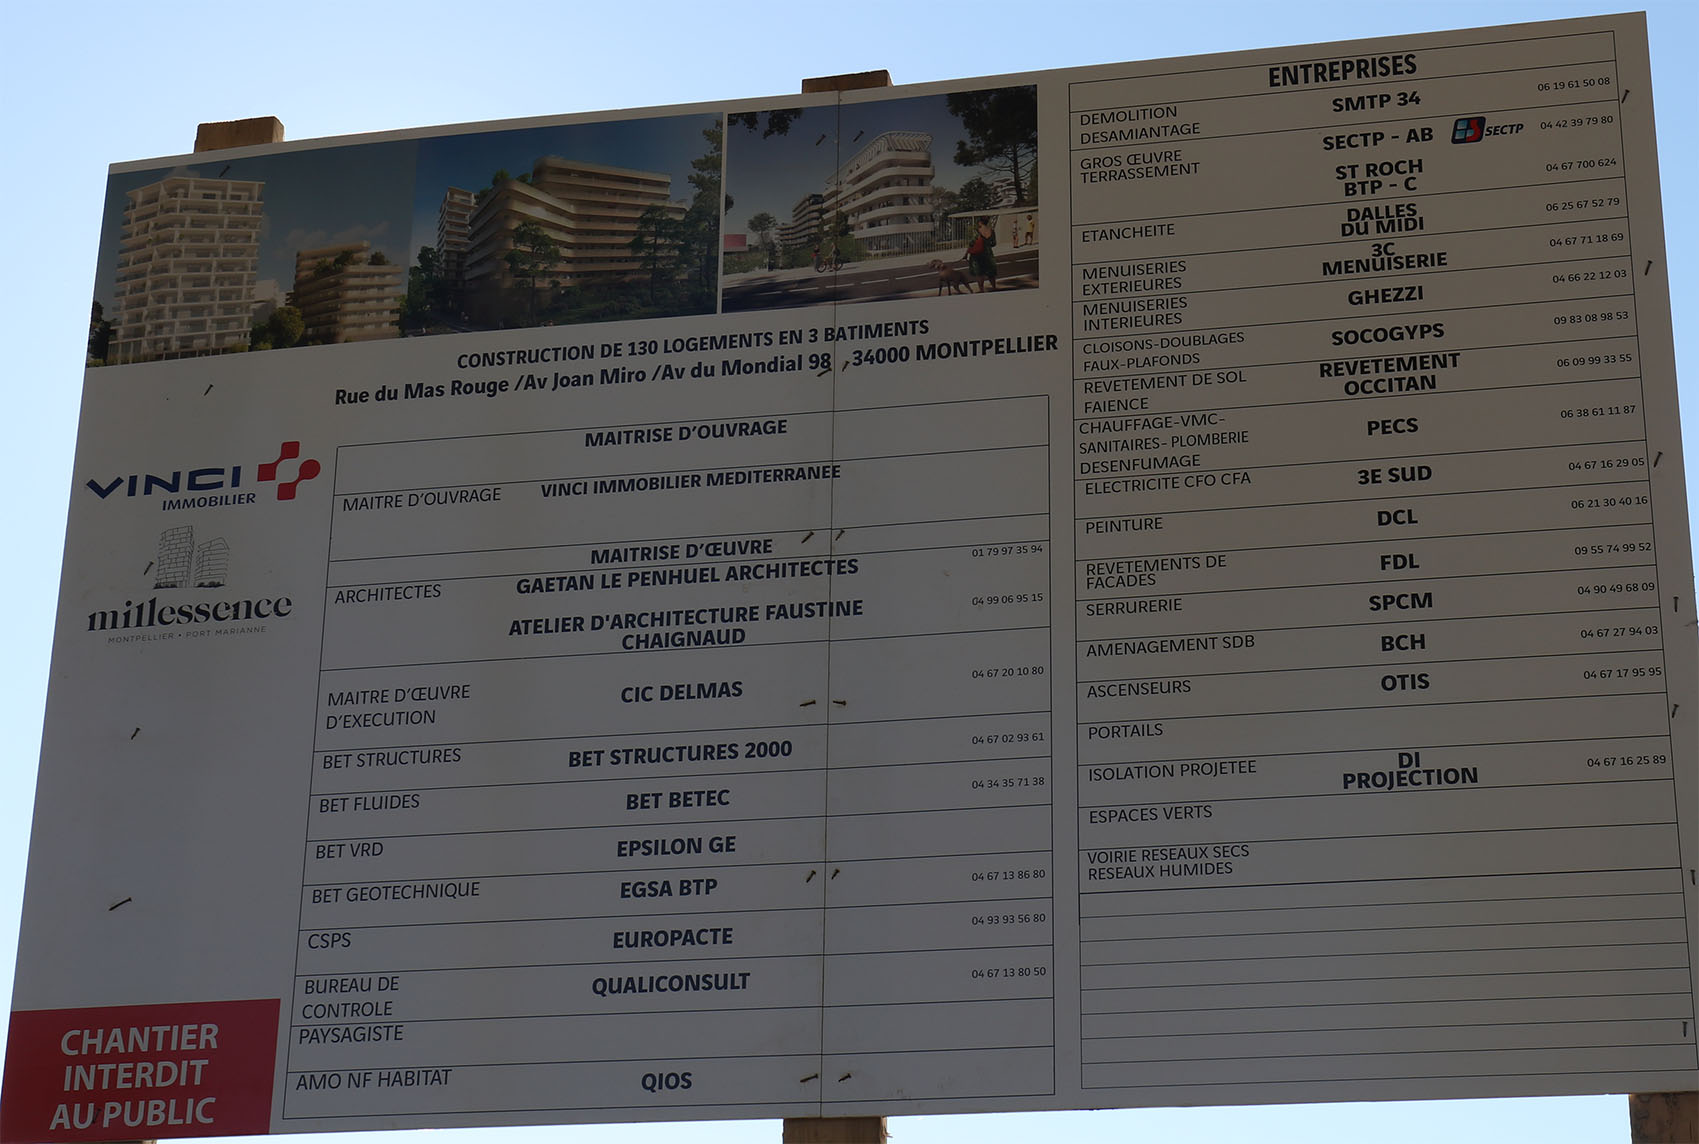 CONSTRUCTION DE 130 LOGEMENTS EN 3 BATIMENTS
Rue du Mas Rouge /Av Joan Miro /Av du Mondial 98 , 34000 MONTPELLIER
VINCI
IMMOBILIER
millessence
MONTPELLIER • PORT MARIANNE
CHANTIER
INTERDIT
AU PUBLIC
MAITRISE D'OUVRAGE
MAITRE D'OUVRAGE VINCI IMMOBILIER MEDITERRANEE
MAITRISE D'ŒUVRE
ARCHITECTES GAETAN LE PENHUEL ARCHITECTES 01 79 97 35 94
ATELIER D'ARCHITECTURE FAUSTINE 04 99 06 95 15
CHAIGNAUD
MAITRE D'ŒUVRE CIC DELMAS 04 67 20 10 80
D'EXECUTION
BET STRUCTURES BET STRUCTURES 2000 04 67 02 93 61
BET FLUIDES BET BETEC 04 34 35 71 38
BET VRD EPSILON GE
BET GEOTECHNIQUE EGSA BTP 04 67 13 86 80
CSPS EUROPACTE 04 93 93 56 80
BUREAU DE QUALICONSULT 04 67 13 80 50
CONTROLE
PAYSAGISTE
AMO NF HABITAT QIOS
ENTREPRISES
DEMOLITION SMTP 34 06 19 61 50 08
DESAMIANTAGE
GROS ŒUVRE SECTP - AB SECTP 04 42 39 79 80
TERRASSEMENT
ST ROCH 04 67 700 624
BTP - C
ETANCHEITE DALLES 06 25 67 52 79
DU MIDI
MENUISERIES 3C 04 67 71 18 69
EXTERIEURES MENUISERIE
MENUISERIES GHEZZI 04 66 22 12 03
INTERIEURES
CLOISONS-DOUBLAGES SOCOGYPS 09 83 08 98 53
FAUX-PLAFONDS
REVETEMENT DE SOL REVETEMENT 06 09 99 33 55
FAIENCE OCCITAN
CHAUFFAGE-VMC- PECS 06 38 61 11 87
SANITAIRES- PLOMBERIE
DESENFUMAGE
ELECTRICITE CFO CFA 3E SUD 04 67 16 29 05
PEINTURE DCL 06 21 30 40 16
REVETEMENTS DE FDL 09 55 74 99 52
FACADES
SERRURERIE SPCM 04 90 49 68 09
AMENAGEMENT SDB BCH 04 67 27 94 03
ASCENSEURS OTIS 04 67 17 95 95
PORTAILS
ISOLATION PROJETEE DI 04 67 16 25 89
PROJECTION
ESPACES VERTS
VOIRIE RESEAUX SECS
RESEAUX HUMIDES